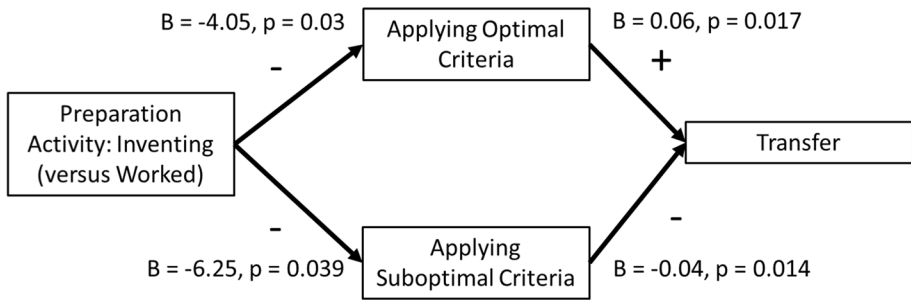 B = -4.05, p = 0.03
Applying Optimal
Criteria
B = 0.06, p = 0.017
-
+
Preparation
Activity: Inventing
(versus Worked)
Transfer
-
-
B = -6.25, p = 0.039
Applying
Suboptimal Criteria
B = -0.04, p = 0.014